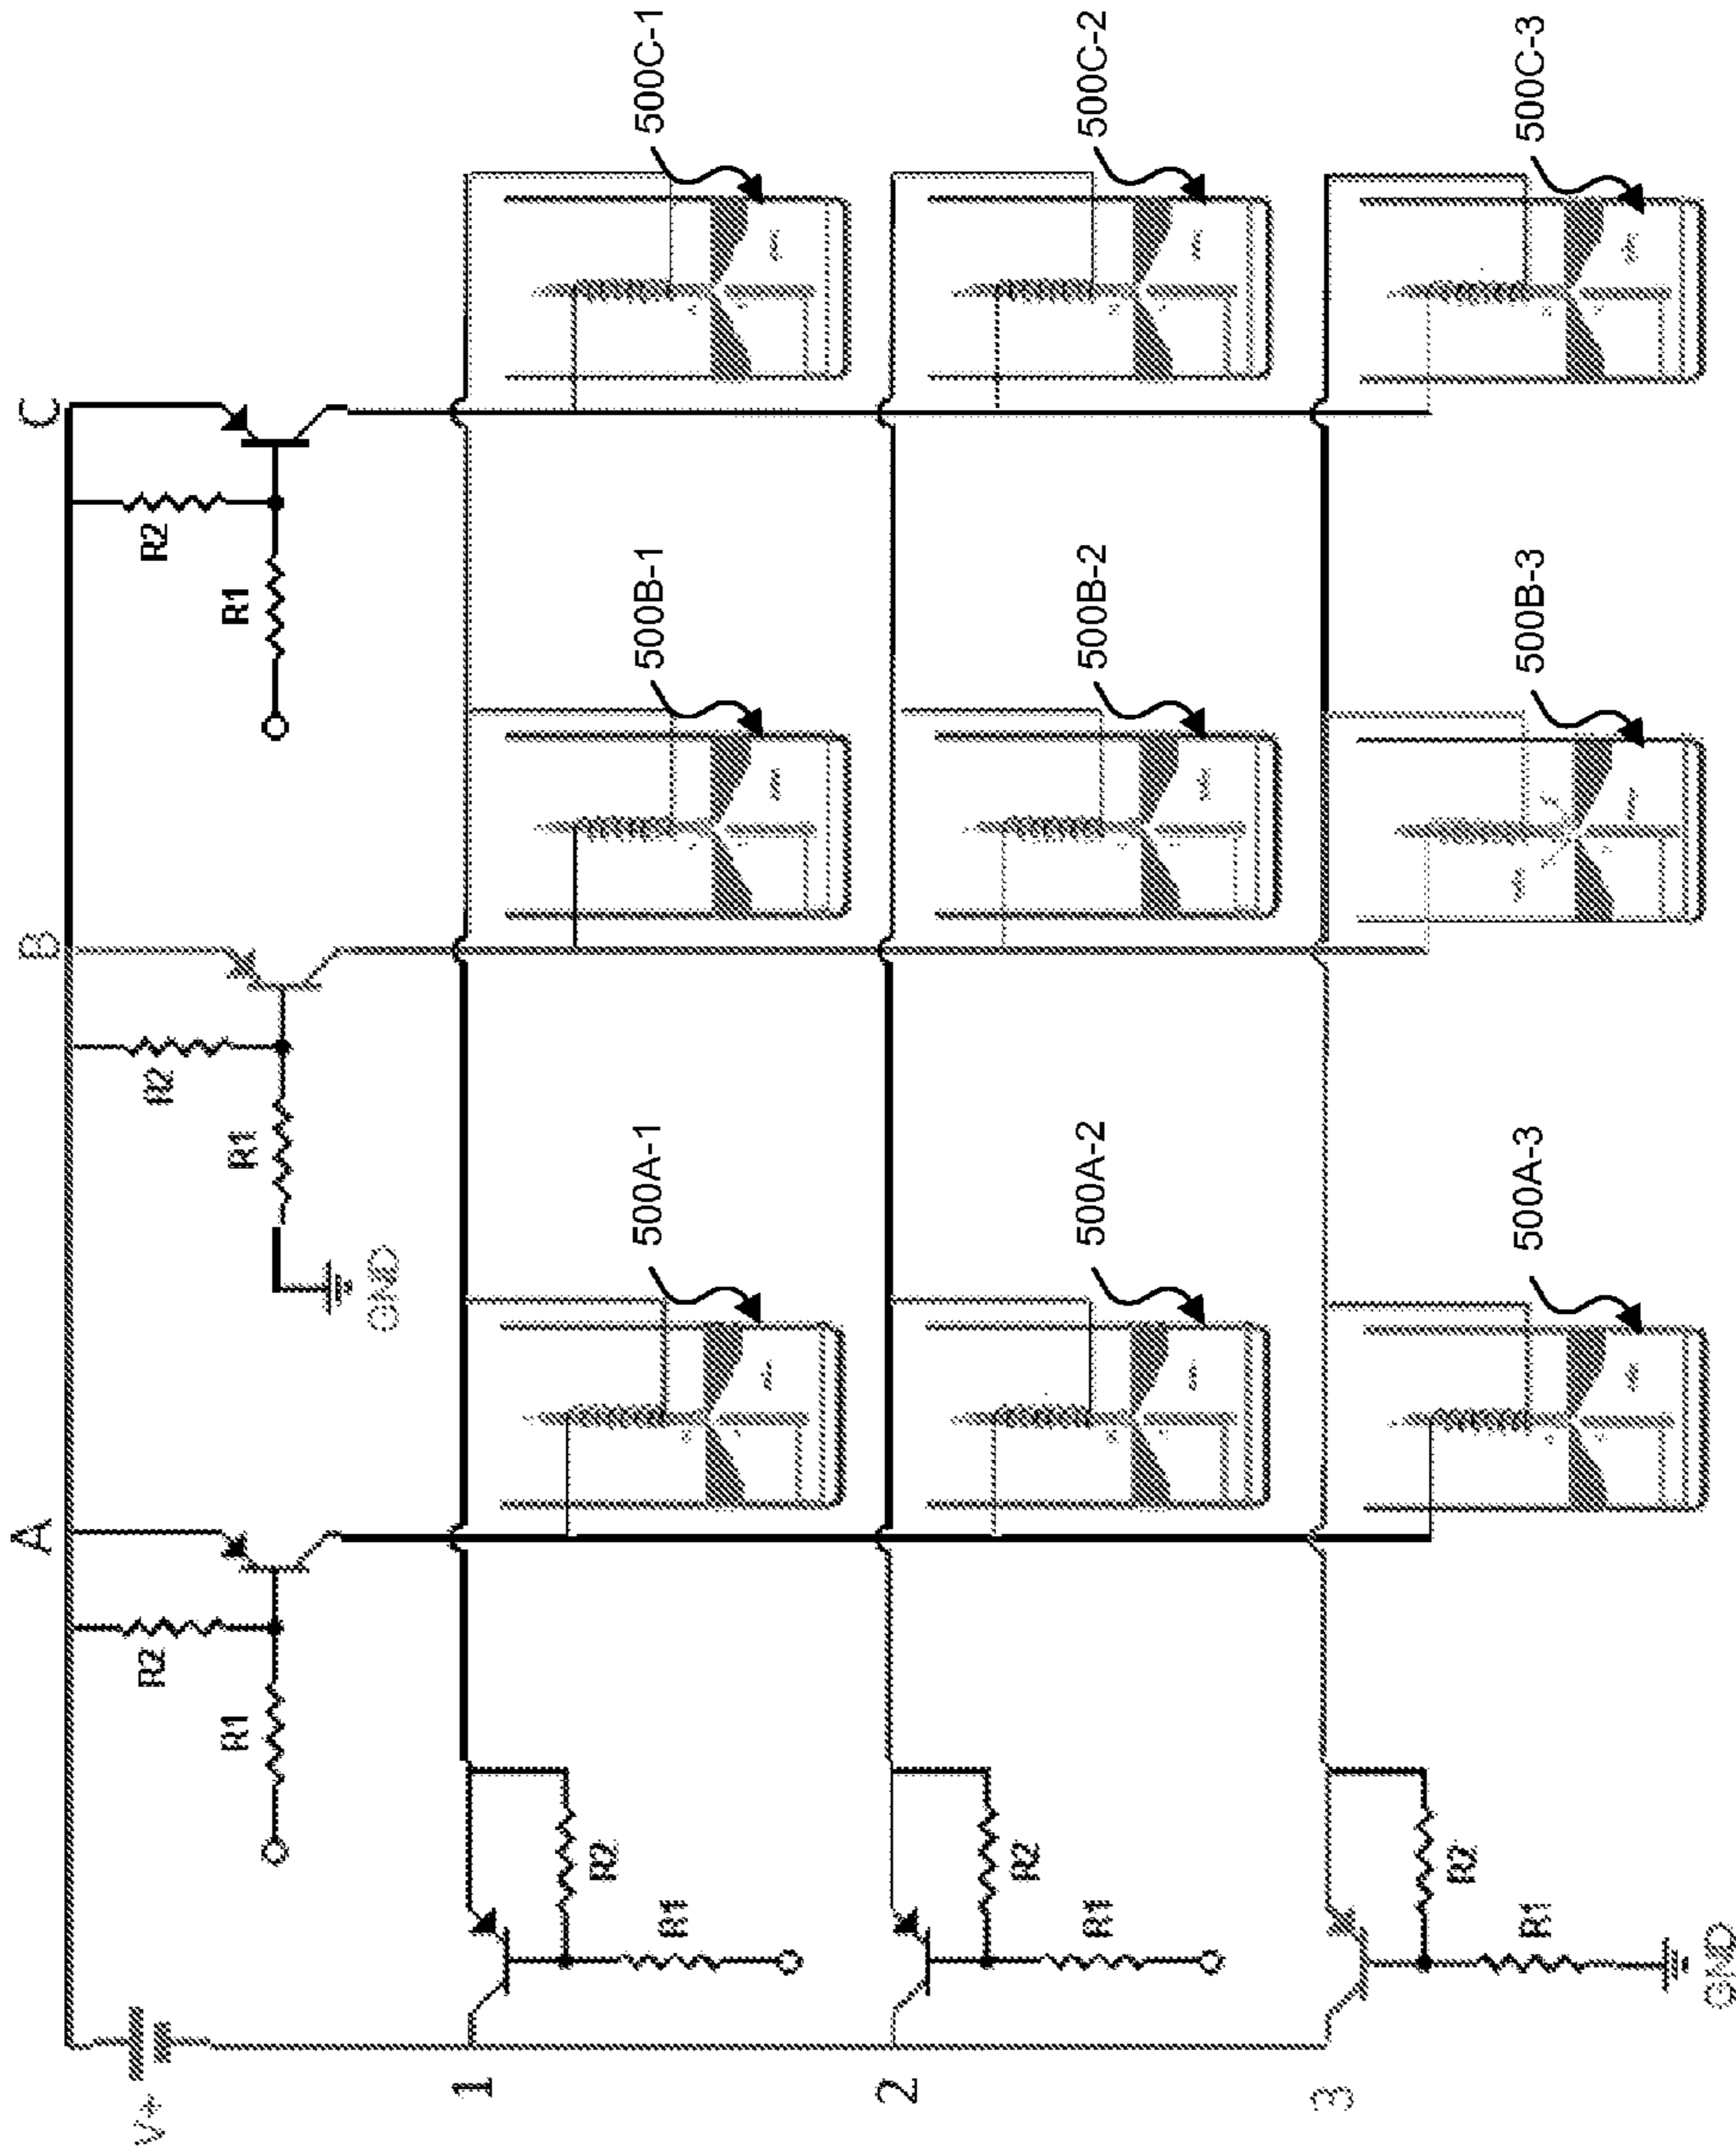 A
B
C
V+
R2
R2
R2
R1
R1
R1
GND
1
R2
R1
500A-1
500B-1
500C-1
2
R2
R1
500A-2
500B-2
500C-2
3
R2
R1
500A-3
500B-3
500C-3
GND